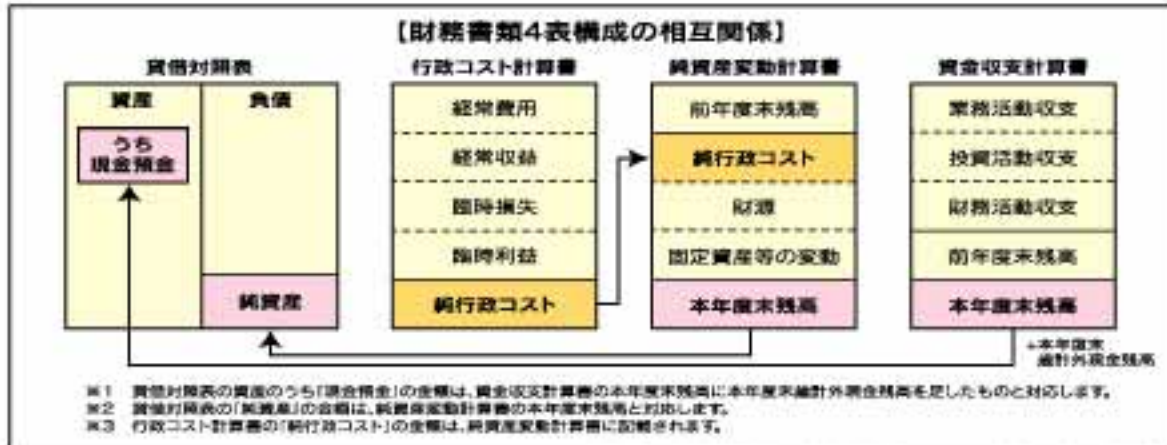 【財務書類4表構成の相互関係】
貸借対照表
行政コスト計算書
純資産変動計算書
資金収支計算書
資産
負債
うち
現金預金
純資産
経常費用
経常収益
臨時損失
臨時利益
純行政コスト
前年度末残高
純行政コスト
財源
固定資産等の変動
本年度末残高
業務活動収支
投資活動収支
財務活動収支
前年度末残高
本年度末残高
+本年度末
歳計外現金残高
※1 貸借対照表の資産のうち「現金預金」の金額は、資金収支計算書の本年度末残高に本年度末歳計外現金残高を足したものと対応します。
※2 貸借対照表の「純資産」の金額は、純資産変動計算書の本年度末残高と対応します。
※3 行政コスト計算書の「純行政コスト」の金額は、純資産変動計算書に記載されます。